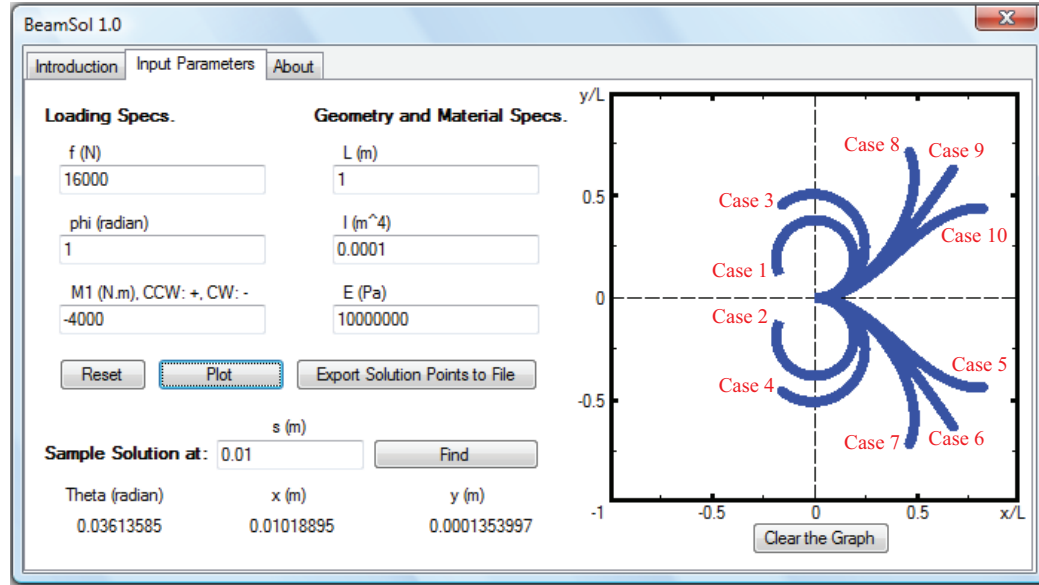 BeamSol 1.0
Introduction Input Parameters About
Loading Specs. Geometry and Material Specs.
f (N) L (m)
16000 1
phi (radian) I (m^4)
1 0.0001
M1 (N.m), CCW: +, CW: - E (Pa)
-4000 10000000
Reset Plot Export Solution Points to File
s (m)
Sample Solution at: 0.01 Find
Theta (radian) x (m) y (m)
0.03613585 0.01018895 0.0001353997
y/L
Case 8 Case 9
0.5 Case 3
Case 10
Case 1
0
Case 2
Case 5
Case 4
-0.5
Case 7 Case 6
-1 -0.5 0 0.5 x/L
Clear the Graph